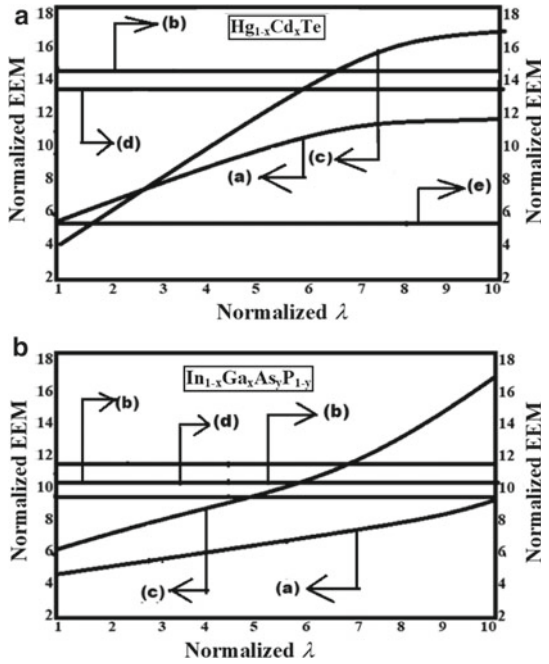 a
Hg1-xCdxTe
Normalized EEM
18
16
14
12
10
8
6
4
2
(b)
(d)
(a)
(c)
(e)
18
16
14
12
10
8
6
4
2
Normalized EEM
1 2 3 4 5 6 7 8 9 10
Normalized λ
b
In1-xGaxAsyP1-y
Normalized EEM
18
16
14
12
10
8
6
4
2
(b)
(d)
(b)
(c)
(a)
18
16
14
12
10
8
6
4
2
Normalized EEM
1 2 3 4 5 6 7 8 9 10
Normalized λ